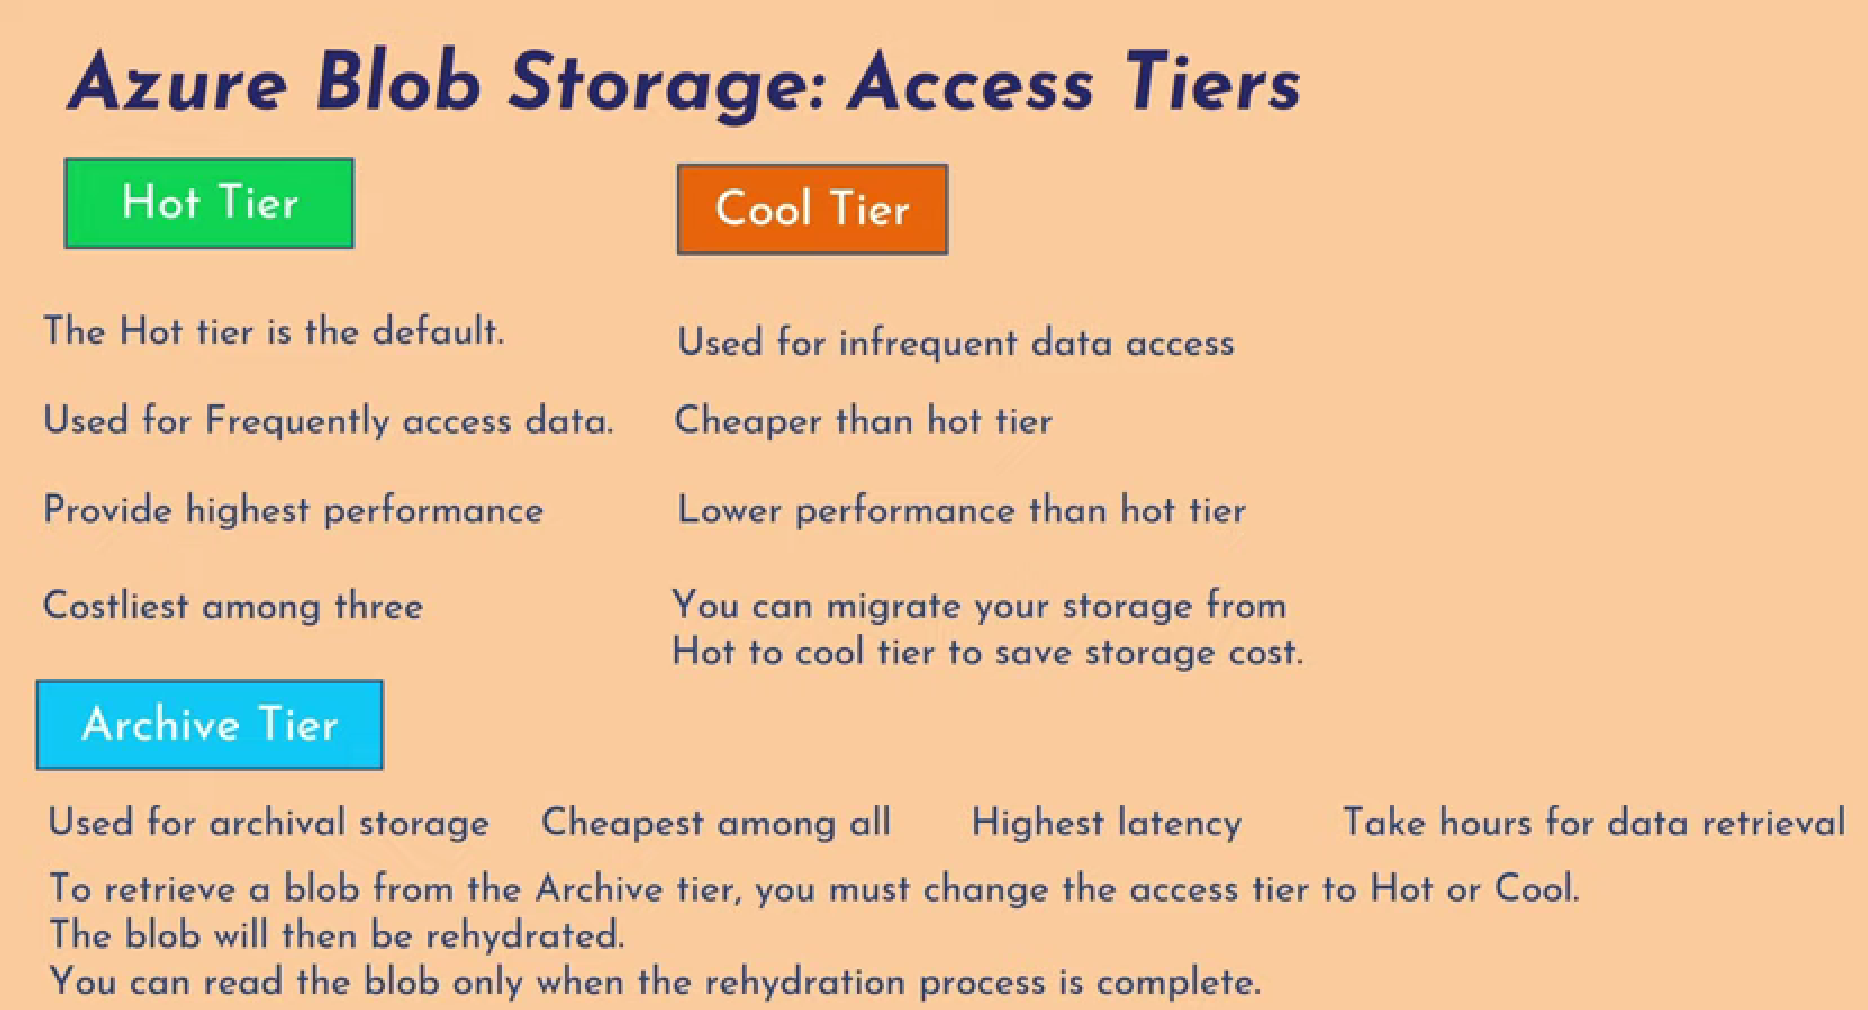 Azure Blob Storage: Access Tiers
Hot Tier
The Hot tier is the default.
Used for Frequently access data.
Provide highest performance
Costliest among three
Cool Tier
Used for infrequent data access
Cheaper than hot tier
Lower performance than hot tier
You can migrate your storage from
Hot to cool tier to save storage cost.
Archive Tier
Used for archival storage
Cheapest among all
Highest latency
Take hours for data retrieval
To retrieve a blob from the Archive tier, you must change the access tier to Hot or Cool.
The blob will then be rehydrated.
You can read the blob only when the rehydration process is complete.